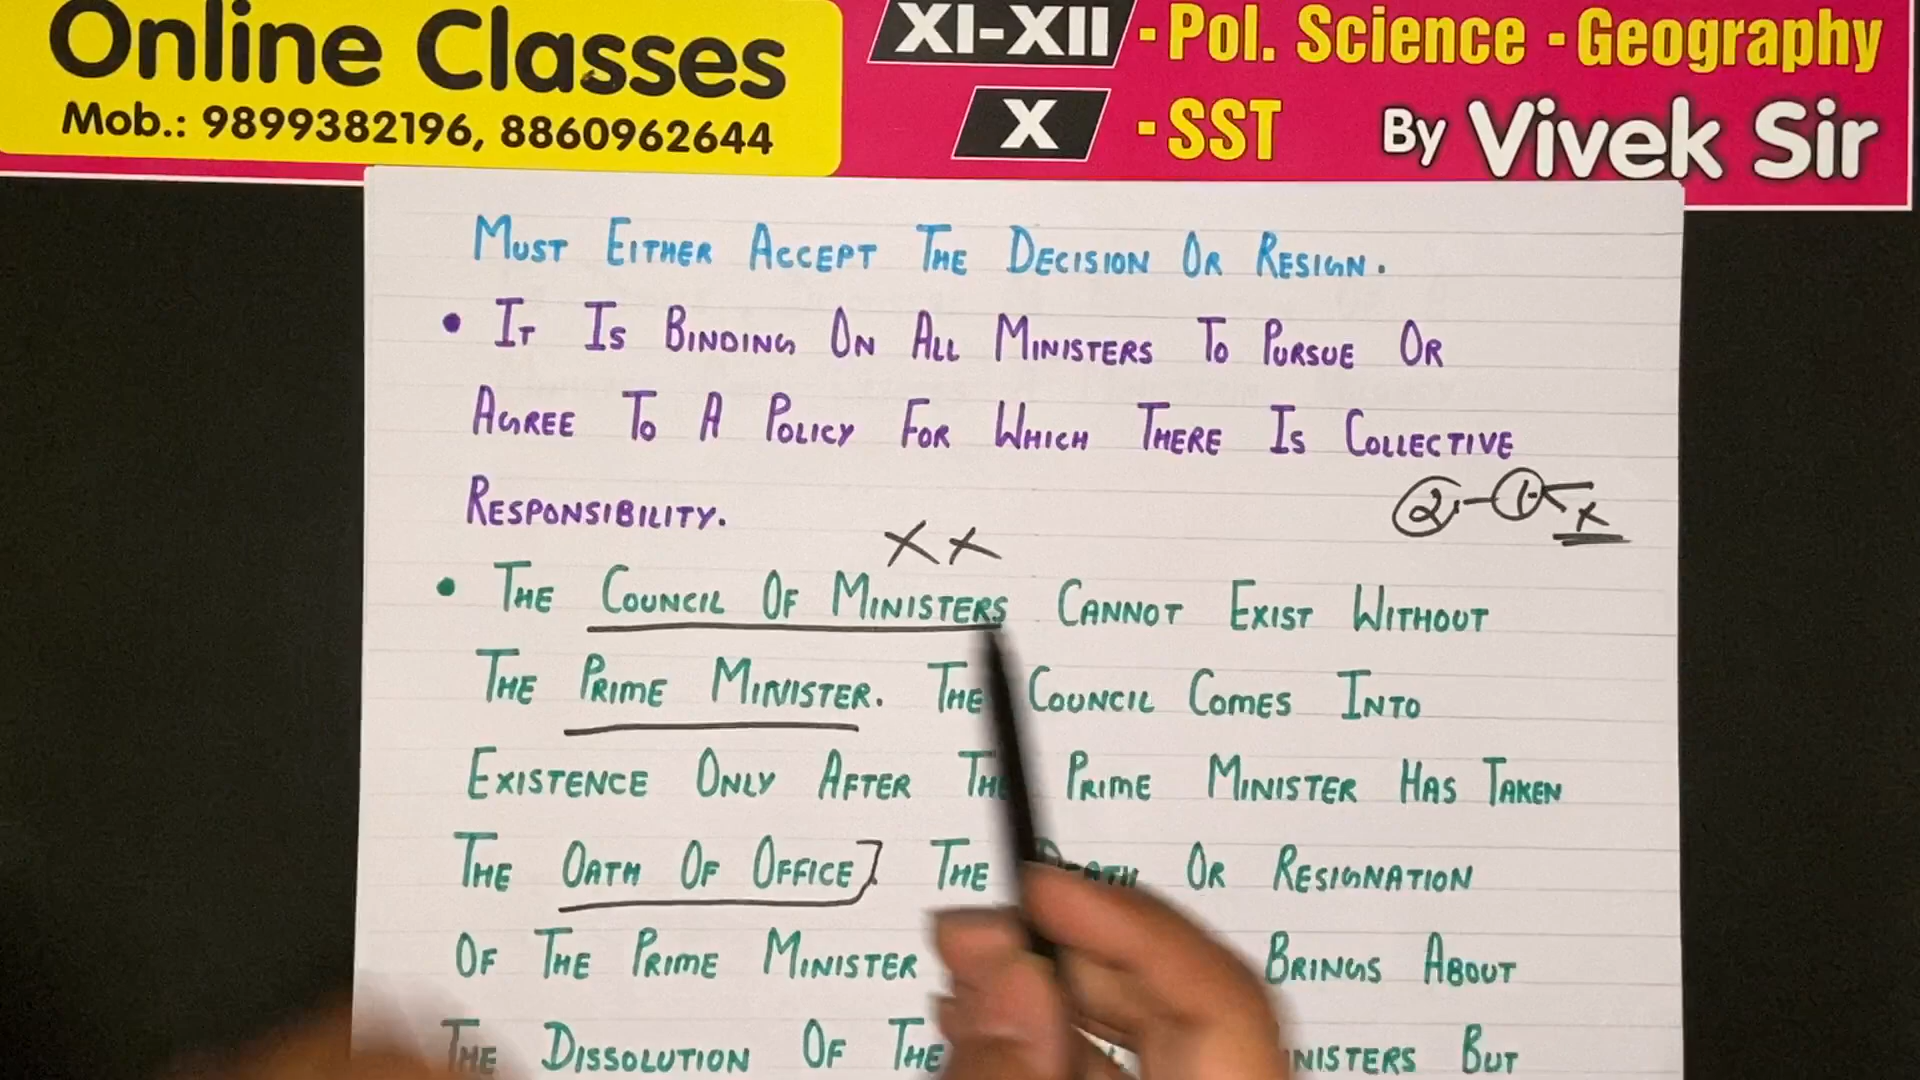 Online Classes
Mob.: 9899382196, 8860962644
XI-XII - Pol. Science - Geography
X - SST By Vivek Sir
MUST EITHER ACCEPT THE DECISION OR RESIGN.
• IT IS BINDING ON ALL MINISTERS TO PURSUE OR
AGREE TO A POLICY FOR WHICH THERE IS COLLECTIVE
RESPONSIBILITY.
2 - 1 x
X X
• THE COUNCIL OF MINISTERS CANNOT EXIST WITHOUT
THE PRIME MINISTER. THE COUNCIL COMES INTO
EXISTENCE ONLY AFTER THE PRIME MINISTER HAS TAKEN
THE OATH OF OFFICE]. THE DEATH OR RESIGNATION
OF THE PRIME MINISTER BRINGS ABOUT
THE DISSOLUTION OF THE MINISTERS BUT